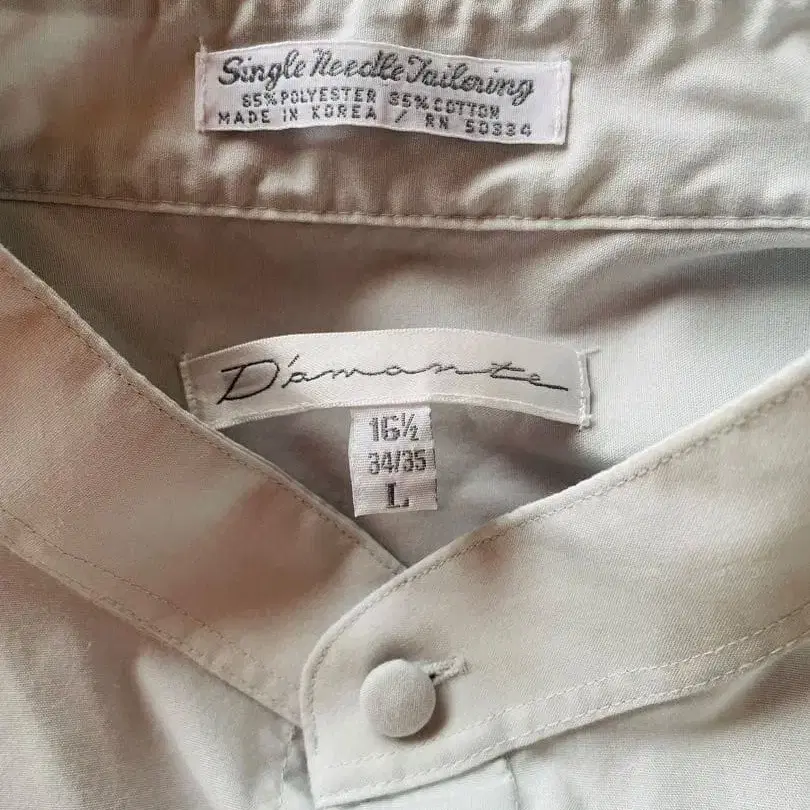 Single Needle Tailoring
65% POLYESTER 35% COTTON
MADE IN KOREA / RN 50334
D'amante
16½
34/35
L